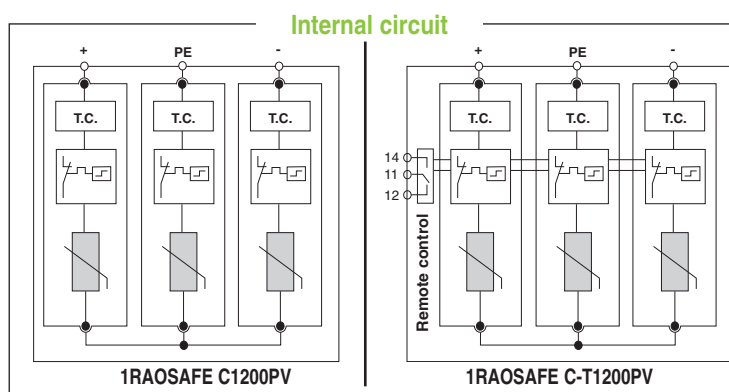 Internal circuit
+ PE -
T.C. T.C. T.C.
1RAOSAFE C1200PV
+ PE -
T.C. T.C. T.C.
14
11
12
Remote control
1RAOSAFE C-T1200PV